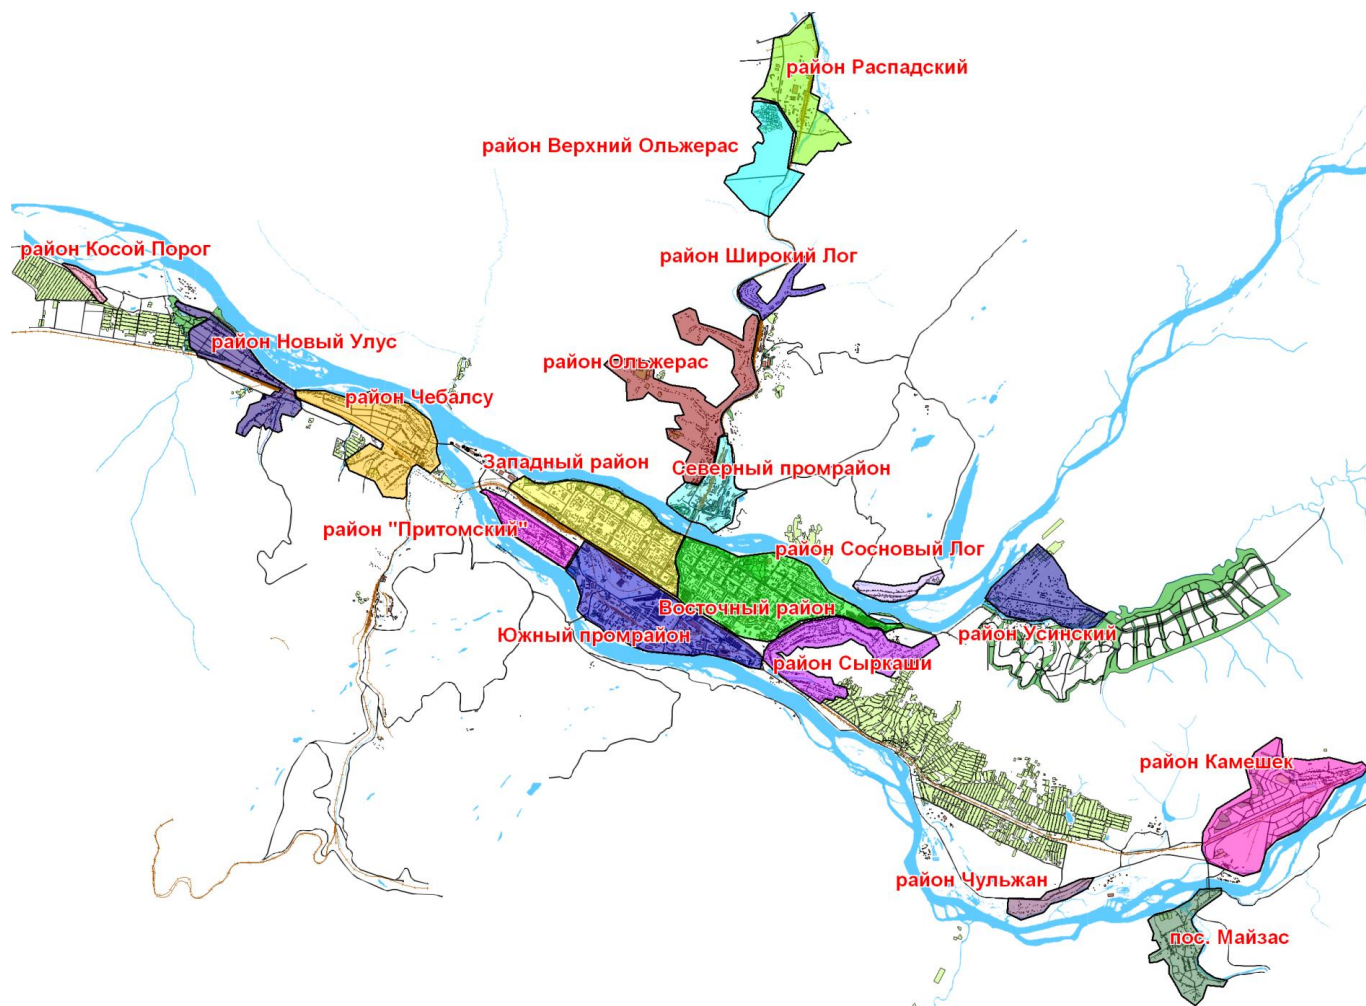 район Распадский
район Верхний Ольжерас
район Косой Порог
район Широкий Лог
район Новый Улус
район Ольжерас
район Чебалсу
Западный район
Северный промрайон
район "Притомский"
район Сосновый Лог
Восточный район
район Усинский
Южный промрайон
район Сыркаши
район Камешек
район Чульжан
пос. Майзас